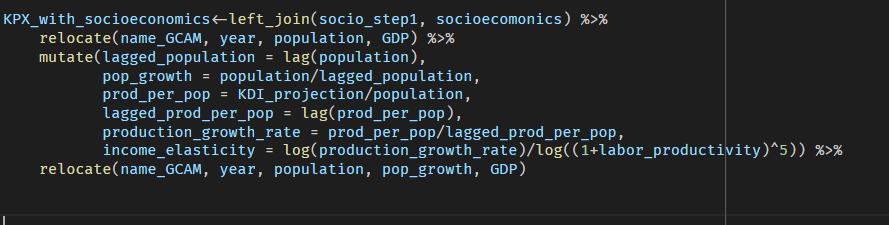 KPX_with_socioeconomics<-left_join(socio_step1, socioecomonics) %>%
    relocate(name_GCAM, year, population, GDP) %>%
    mutate(lagged_population = lag(population),
           pop_growth = population/lagged_population,
           prod_per_pop = KDI_projection/population,
           lagged_prod_per_pop = lag(prod_per_pop),
           production_growth_rate = prod_per_pop/lagged_prod_per_pop,
           income_elasticity = log(production_growth_rate)/log((1+labor_productivity)^5)) %>%
    relocate(name_GCAM, year, population, pop_growth, GDP)